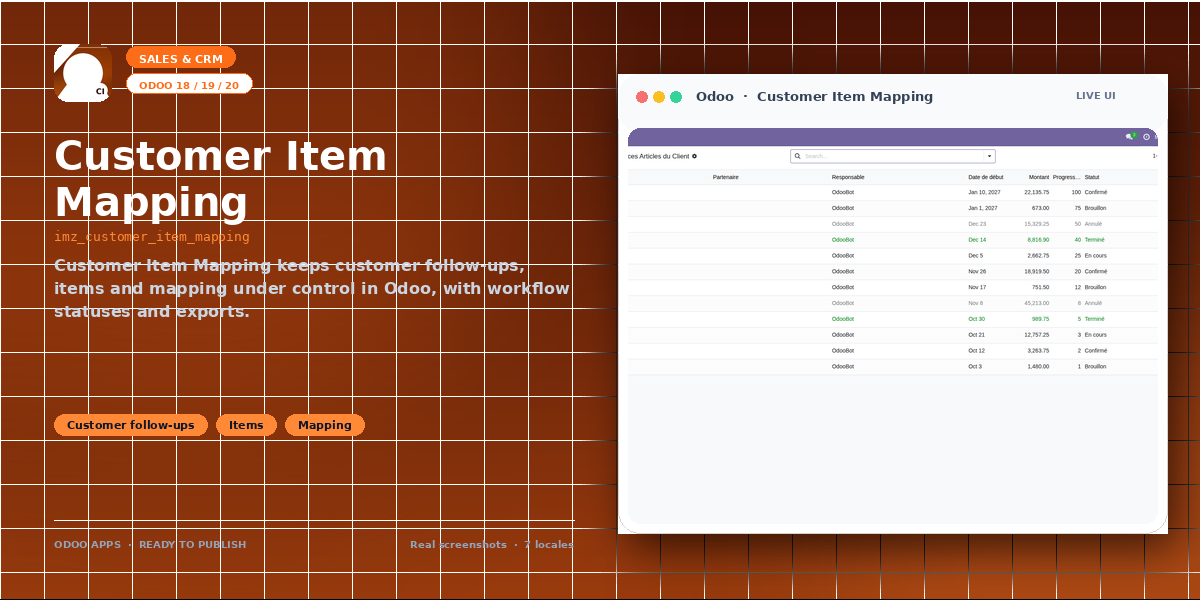 CI
SALES & CRM
ODOO 18 / 19 / 20
Customer Item
Mapping
imz_customer_item_mapping
Customer Item Mapping keeps customer follow-ups,
items and mapping under control in Odoo, with workflow
statuses and exports.
Customer follow-ups Items Mapping
ODOO APPS · READY TO PUBLISH
Real screenshots · 7 locales
Odoo · Customer Item Mapping
LIVE UI
ces Articles du Client
Search...
Partenaire Responsable Date de début Montant Progress... Statut
OdooBot Jan 10, 2027 22,135.75 100 Confirmé
OdooBot Jan 1, 2027 673.00 75 Brouillon
OdooBot Dec 23 15,329.25 50 Annulé
OdooBot Dec 14 8,816.90 40 Terminé
OdooBot Dec 5 2,662.75 25 En cours
OdooBot Nov 26 18,919.50 20 Confirmé
OdooBot Nov 17 751.50 12 Brouillon
OdooBot Nov 8 45,213.00 8 Annulé
OdooBot Oct 30 989.75 5 Terminé
OdooBot Oct 21 12,757.25 3 En cours
OdooBot Oct 12 3,263.75 2 Confirmé
OdooBot Oct 3 1,480.00 1 Brouillon